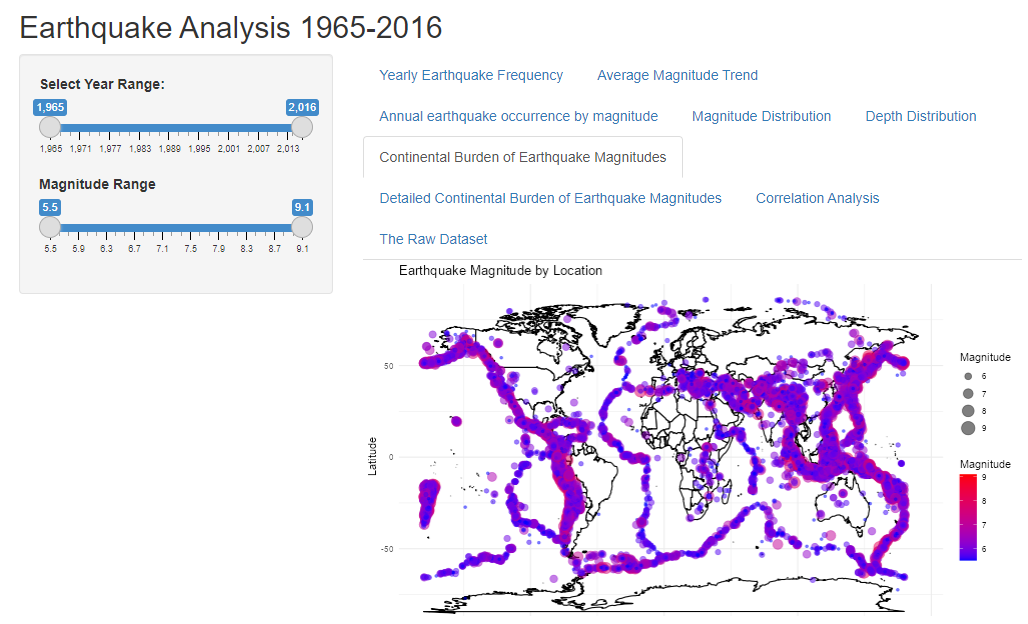 Earthquake Analysis 1965-2016
Select Year Range:
1,965 2,016
1,965 1,971 1,977 1,983 1,989 1,995 2,001 2,007 2,013
Magnitude Range
5.5 9.1
5.5 5.9 6.3 6.7 7.1 7.5 7.9 8.3 8.7 9.1
Yearly Earthquake Frequency Average Magnitude Trend
Annual earthquake occurrence by magnitude Magnitude Distribution Depth Distribution
Continental Burden of Earthquake Magnitudes
Detailed Continental Burden of Earthquake Magnitudes Correlation Analysis
The Raw Dataset
Earthquake Magnitude by Location
Latitude
50
0
-50
Magnitude
6
7
8
9
Magnitude
9
8
7
6